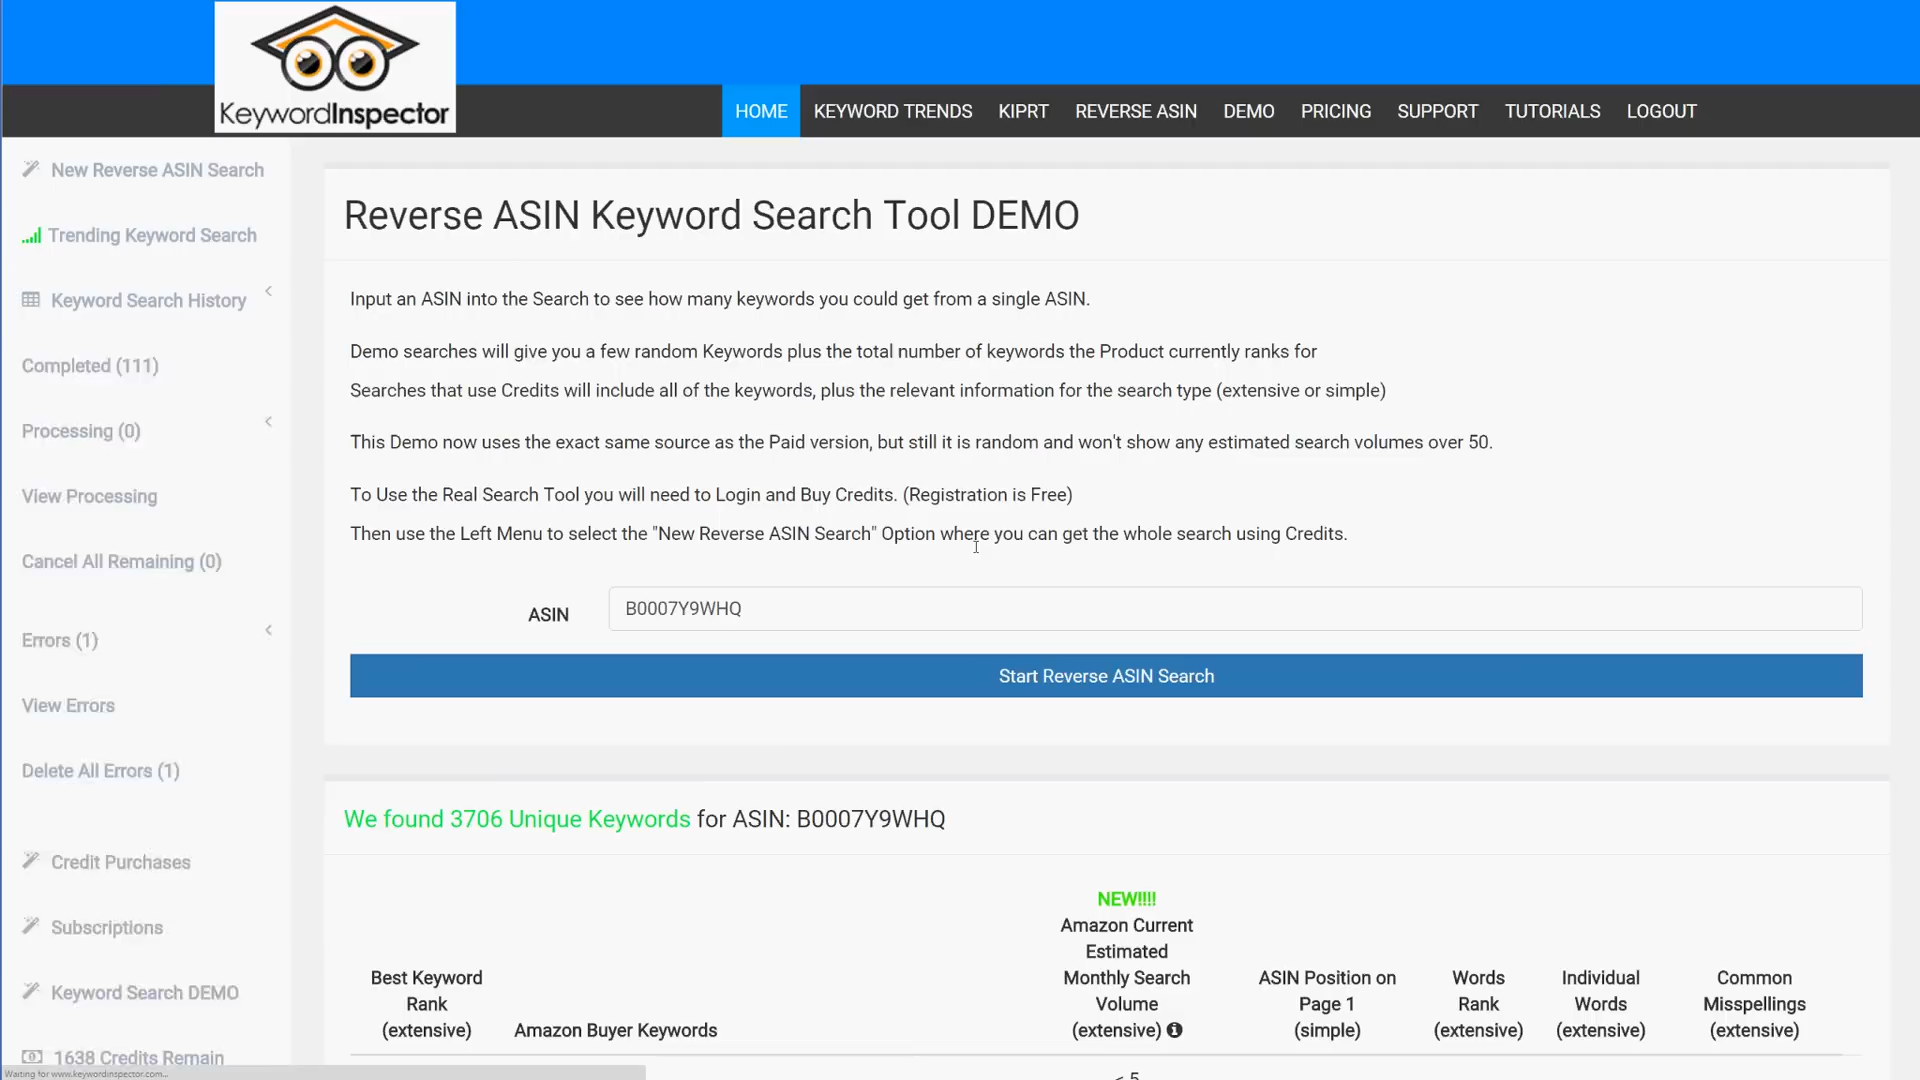 KeywordInspector
HOME
KEYWORD TRENDS
KIPRT
REVERSE ASIN
DEMO
PRICING
SUPPORT
TUTORIALS
LOGOUT
New Reverse ASIN Search
Trending Keyword Search
Keyword Search History
Completed (111)
Processing (0)
View Processing
Cancel All Remaining (0)
Errors (1)
View Errors
Delete All Errors (1)
Credit Purchases
Subscriptions
Keyword Search DEMO
1638 Credits Remain
Waiting for www.keywordinspector.com...
Reverse ASIN Keyword Search Tool DEMO
Input an ASIN into the Search to see how many keywords you could get from a single ASIN.
Demo searches will give you a few random Keywords plus the total number of keywords the Product currently ranks for
Searches that use Credits will include all of the keywords, plus the relevant information for the search type (extensive or simple)
This Demo now uses the exact same source as the Paid version, but still it is random and won't show any estimated search volumes over 50.
To Use the Real Search Tool you will need to Login and Buy Credits. (Registration is Free)
Then use the Left Menu to select the "New Reverse ASIN Search" Option where you can get the whole search using Credits.
ASIN
B0007Y9WHQ
Start Reverse ASIN Search
We found 3706 Unique Keywords for ASIN: B0007Y9WHQ
Best Keyword
Rank
(extensive)
Amazon Buyer Keywords
NEW!!!!
Amazon Current
Estimated
Monthly Search
Volume
(extensive)
ASIN Position on
Page 1
(simple)
Words
Rank
(extensive)
Individual
Words
(extensive)
Common
Misspellings
(extensive)
< 5